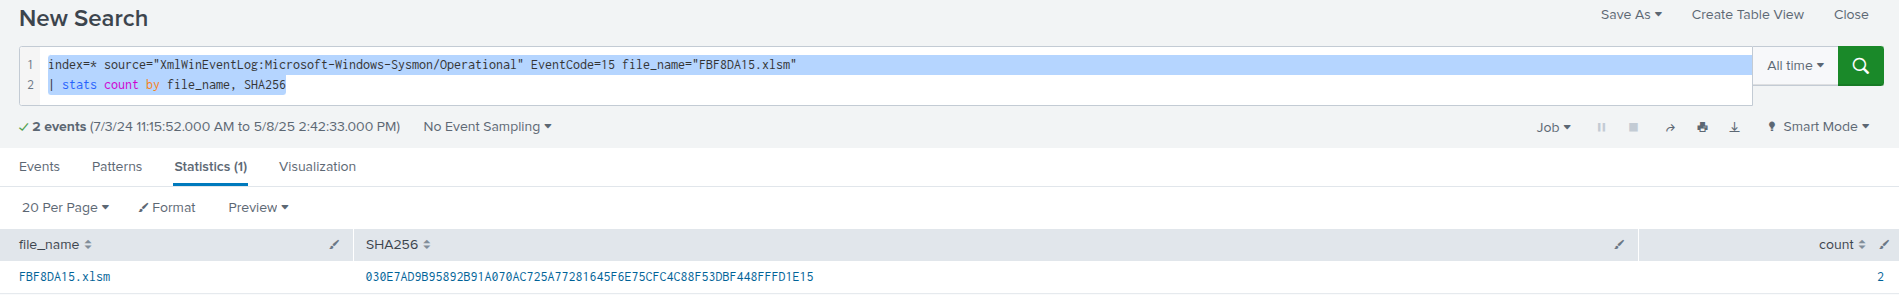 New Search
Save As Create Table View Close
1 index=* source="XmlWinEventLog:Microsoft-Windows-Sysmon/Operational" EventCode=15 file_name="FBF8DA15.xlsm"
2 | stats count by file_name, SHA256
All time
2 events (7/3/24 11:15:52.000 AM to 5/8/25 2:42:33.000 PM) No Event Sampling
Job Smart Mode
Events Patterns Statistics (1) Visualization
20 Per Page Format Preview
file_name SHA256 count
FBF8DA15.xlsm 030E7AD9B95892B91A070AC725A77281645F6E75CFC4C88F53DBF448FFFD1E15 2